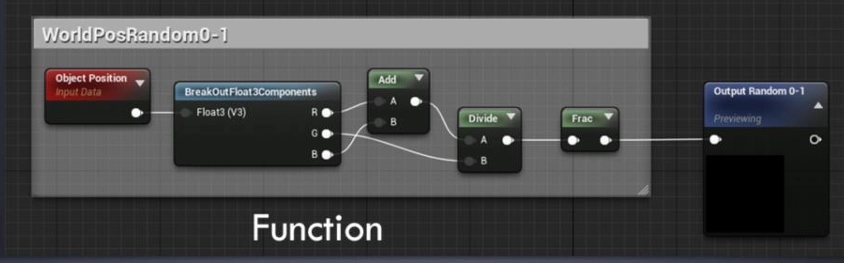 WorldPosRandom0-1
Object Position
Input Data
BreakOutFloat3Components
Float3 (V3)
R
G
B
Add
A
B
Divide
A
B
Frac
Output Random 0-1
Previewing
Function